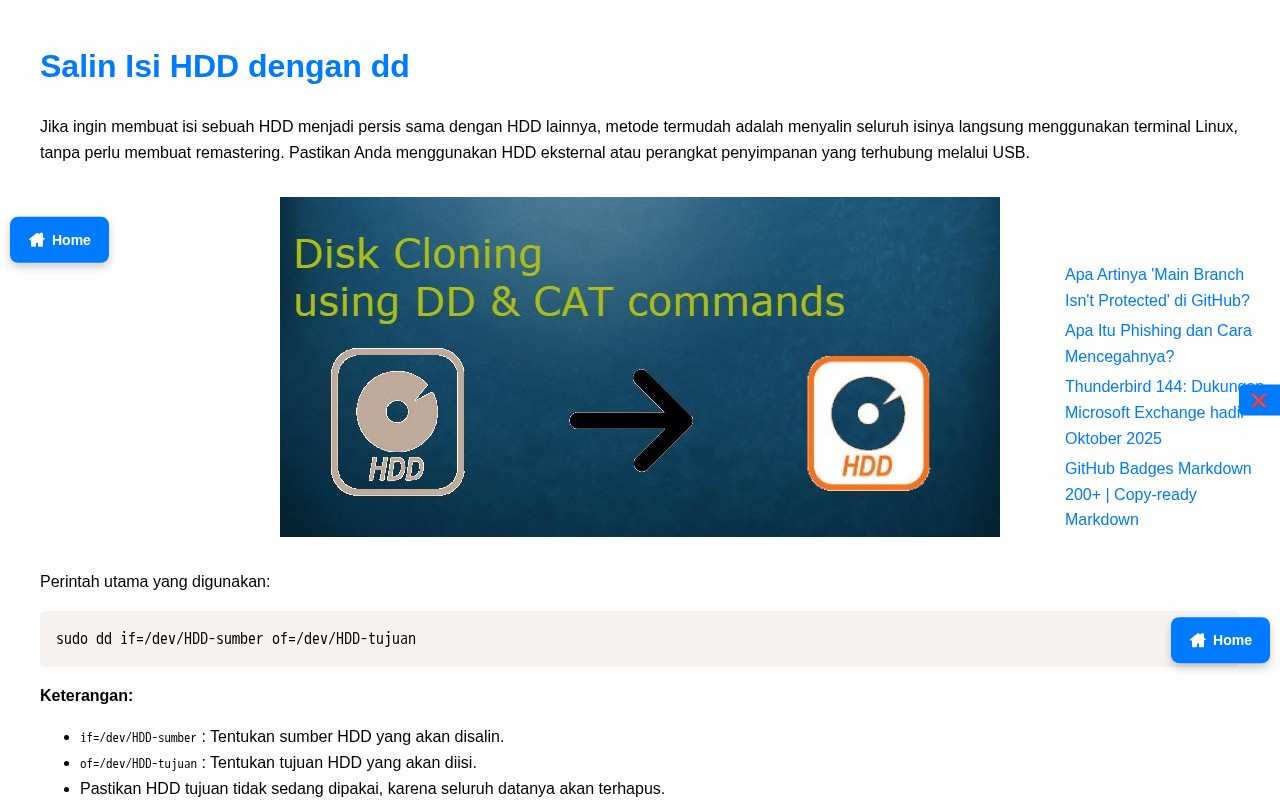 Salin Isi HDD dengan dd
Jika ingin membuat isi sebuah HDD menjadi persis sama dengan HDD lainnya, metode termudah adalah menyalin seluruh isinya langsung menggunakan terminal Linux,
tanpa perlu membuat remastering. Pastikan Anda menggunakan HDD eksternal atau perangkat penyimpanan yang terhubung melalui USB.
Home
Disk Cloning
using DD & CAT commands
HDD
HDD
Apa Artinya 'Main Branch
Isn't Protected' di GitHub?
Apa Itu Phishing dan Cara
Mencegahnya?
Thunderbird 144: Dukungan
Microsoft Exchange hadir
Oktober 2025
GitHub Badges Markdown
200+ | Copy-ready
Markdown
Perintah utama yang digunakan:
sudo dd if=/dev/HDD-sumber of=/dev/HDD-tujuan
Home
Keterangan:
• if=/dev/HDD-sumber : Tentukan sumber HDD yang akan disalin.
• of=/dev/HDD-tujuan : Tentukan tujuan HDD yang akan diisi.
• Pastikan HDD tujuan tidak sedang dipakai, karena seluruh datanya akan terhapus.